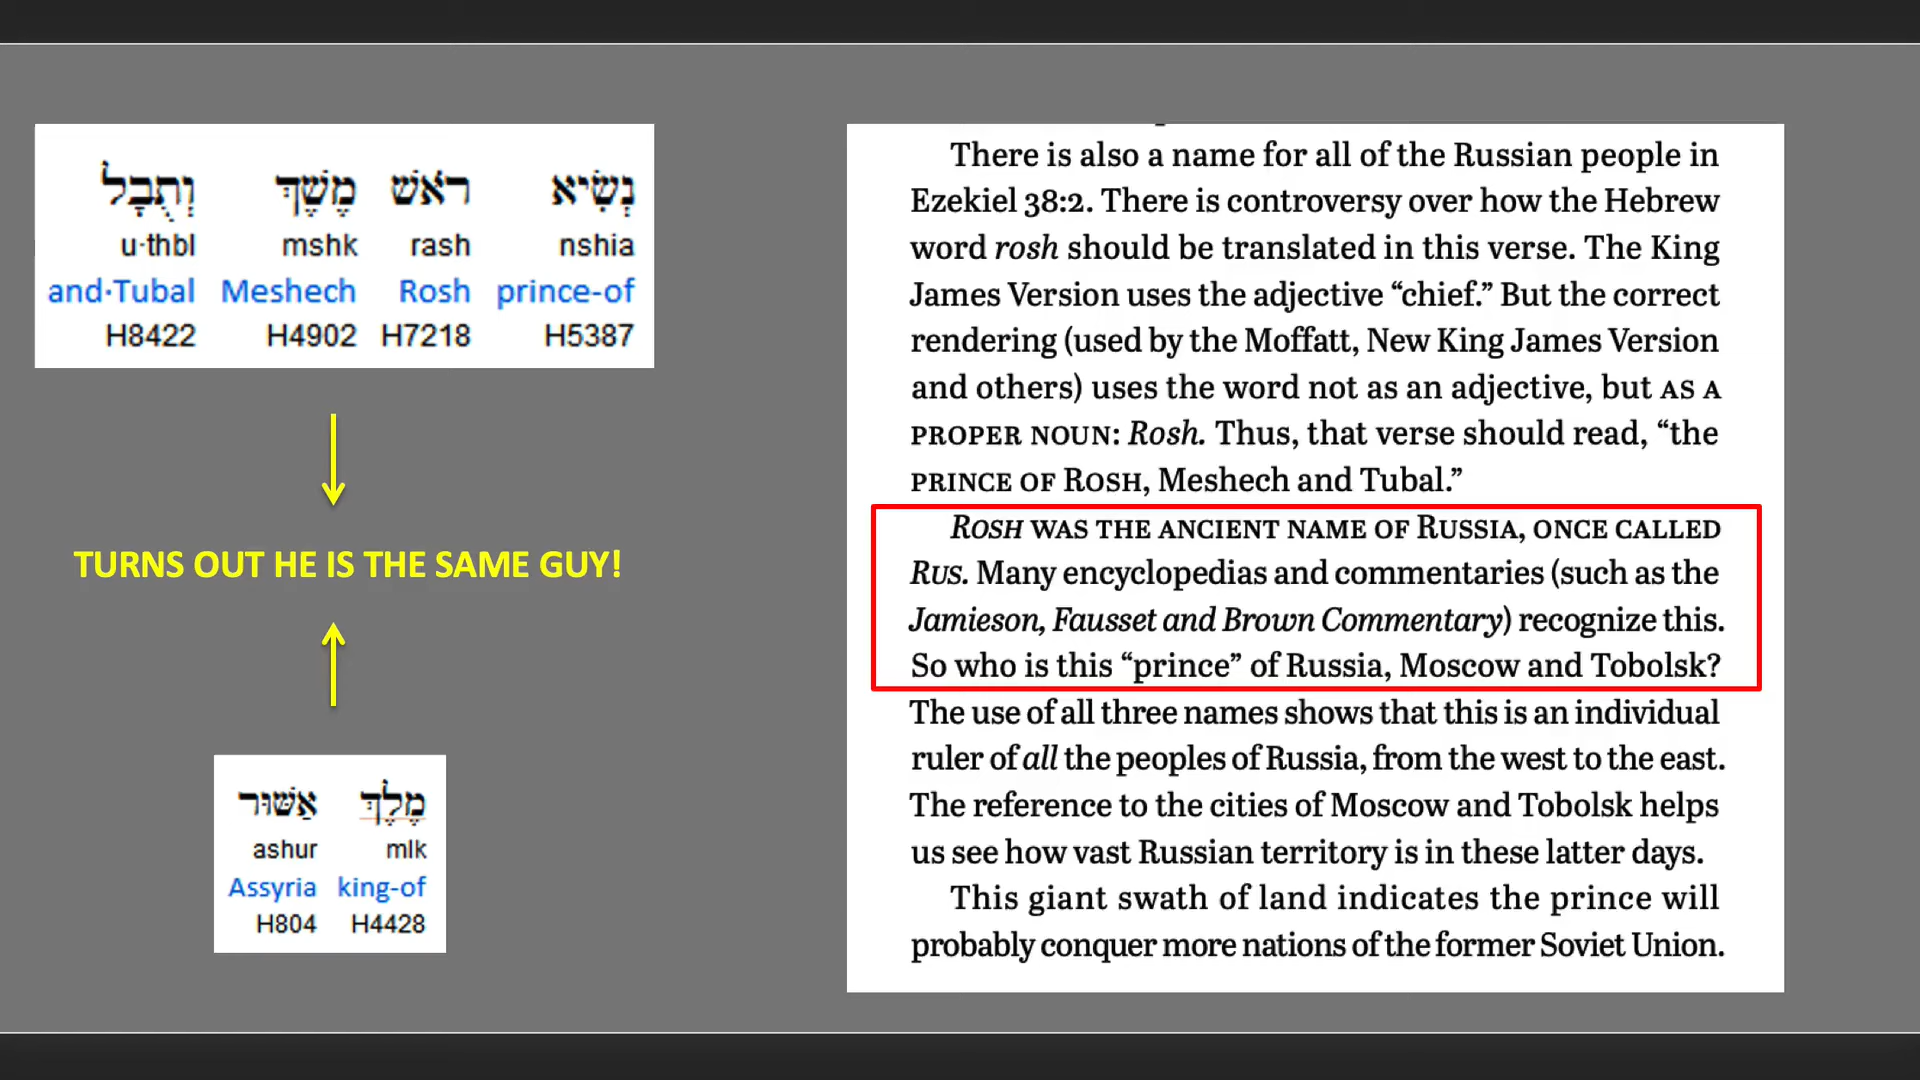 נְשִׂיא רֹאשׁ מֶשֶׁךְ וְתֻבָל
u·thbl mshk rash nshia
and·Tubal Meshech Rosh prince-of
H8422 H4902 H7218 H5387
TURNS OUT HE IS THE SAME GUY!
מֶלֶךְ אַשּׁוּר
ashur mlk
Assyria king-of
H804 H4428
There is also a name for all of the Russian people in
Ezekiel 38:2. There is controversy over how the Hebrew
word rosh should be translated in this verse. The King
James Version uses the adjective “chief.” But the correct
rendering (used by the Moffatt, New King James Version
and others) uses the word not as an adjective, but AS A
PROPER NOUN: Rosh. Thus, that verse should read, “the
PRINCE OF ROSH, Meshech and Tubal.”
ROSH WAS THE ANCIENT NAME OF RUSSIA, ONCE CALLED
RUS. Many encyclopedias and commentaries (such as the
Jamieson, Fausset and Brown Commentary) recognize this.
So who is this “prince” of Russia, Moscow and Tobolsk?
The use of all three names shows that this is an individual
ruler of all the peoples of Russia, from the west to the east.
The reference to the cities of Moscow and Tobolsk helps
us see how vast Russian territory is in these latter days.
This giant swath of land indicates the prince will
probably conquer more nations of the former Soviet Union.